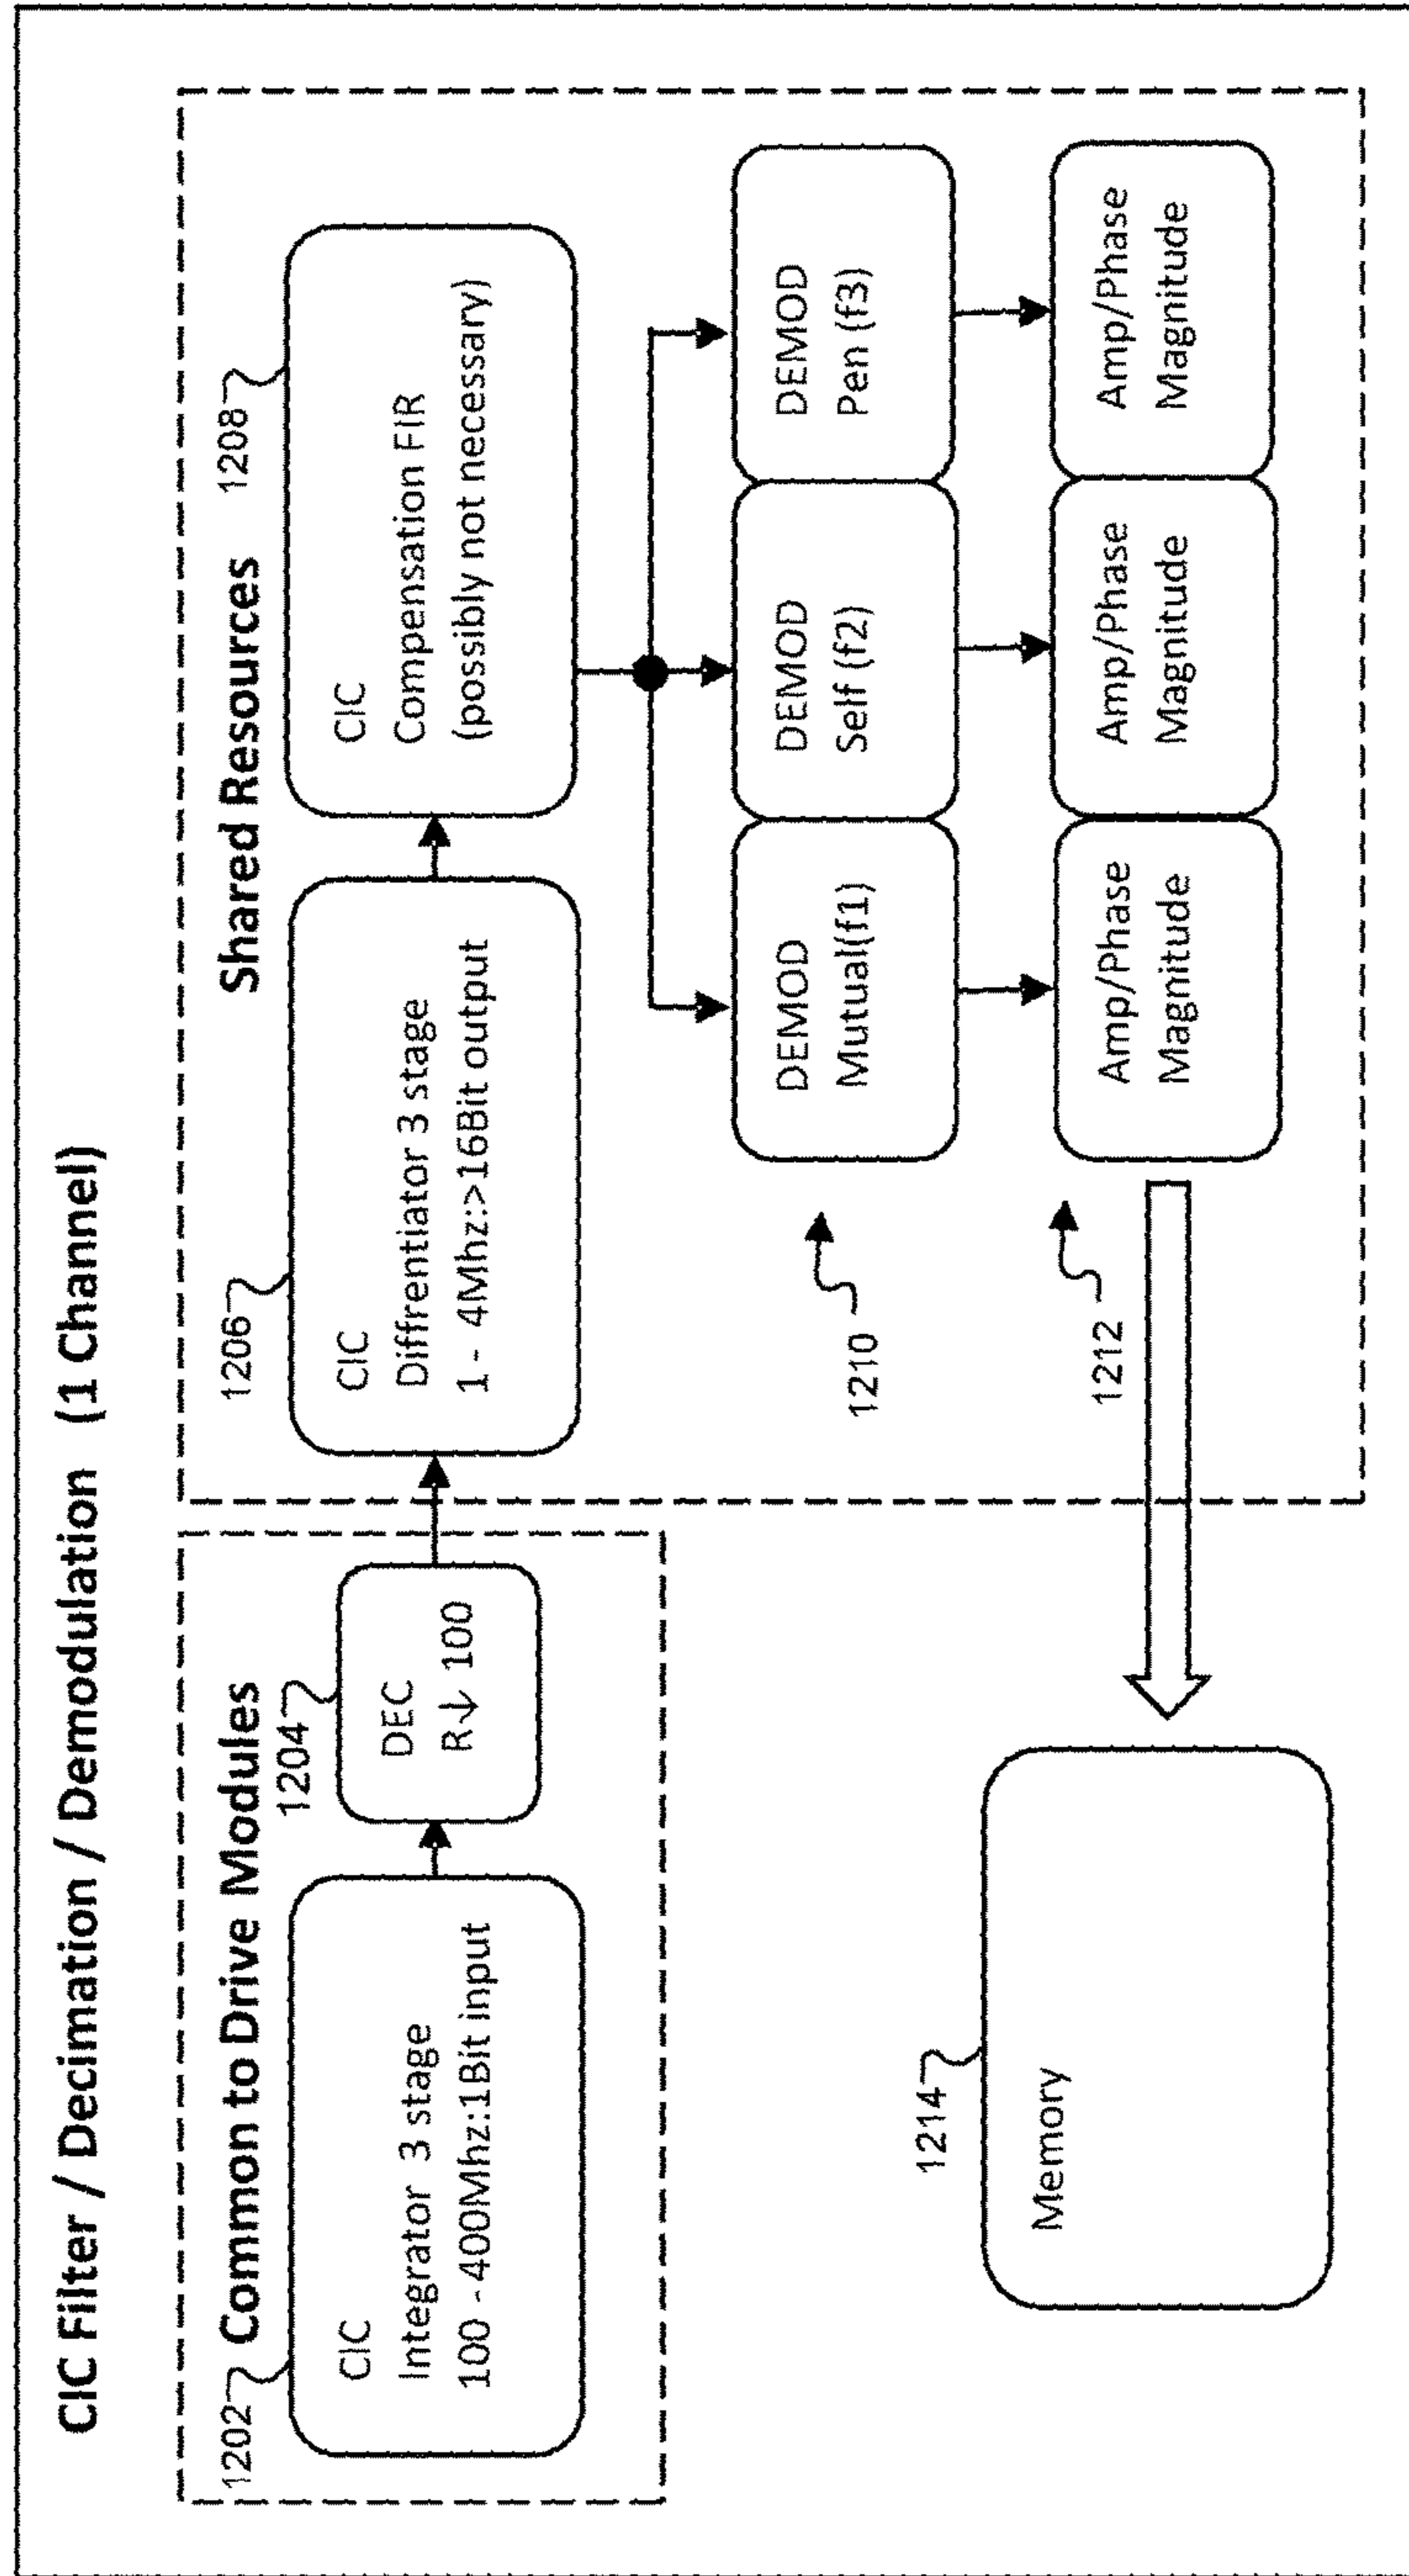 CIC Filter / Decimation / Demodulation (1 Channel)
Common to Drive Modules
1202
CIC
Integrator 3 stage
100 - 400Mhz:1Bit input
1204
DEC
R↓ 100
Shared Resources
1206
CIC
Diffrentiator 3 stage
1 - 4Mhz:>16Bit output
1208
CIC
Compensation FIR
(possibly not necessary)
1210
DEMOD
Mutual(f1)
DEMOD
Self (f2)
DEMOD
Pen (f3)
1212
Amp/Phase
Magnitude
Amp/Phase
Magnitude
Amp/Phase
Magnitude
1214
Memory